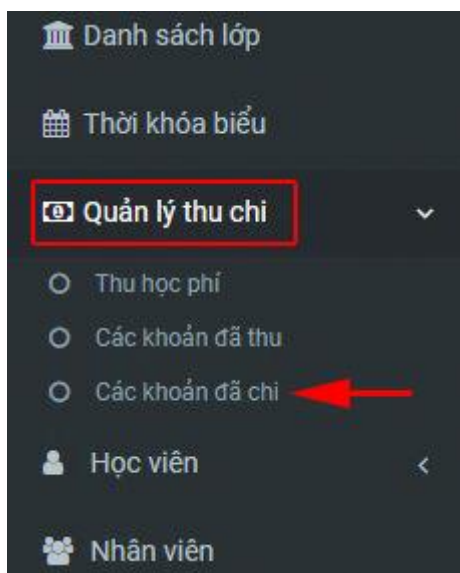 Danh sách lớp
Thời khóa biểu
Quản lý thu chi
Thu học phí
Các khoản đã thu
Các khoản đã chi
Học viên
Nhân viên